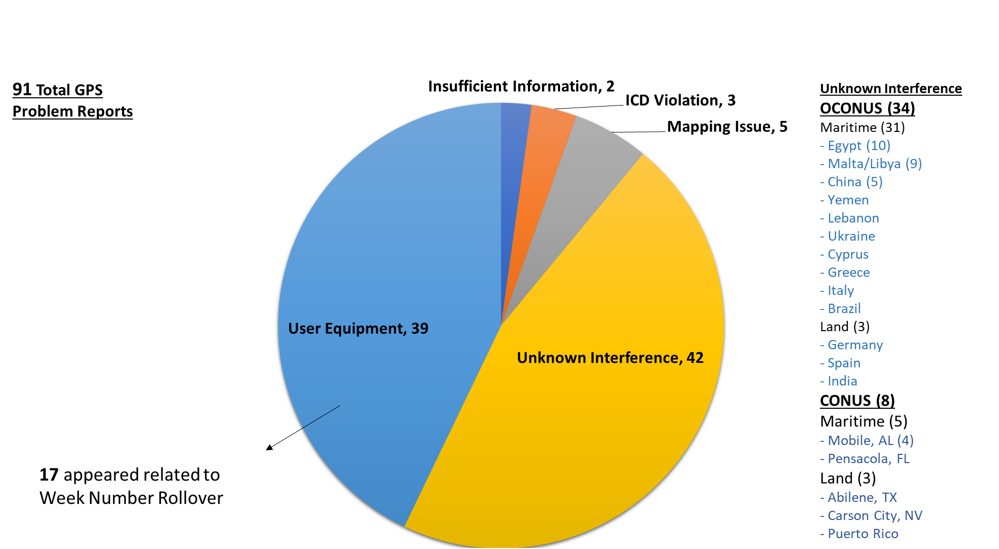 91 Total GPS
Problem Reports
Insufficient Information, 2
ICD Violation, 3
Mapping Issue, 5
User Equipment, 39
Unknown Interference, 42
17 appeared related to
Week Number Rollover
Unknown Interference
OCONUS (34)
Maritime (31)
- Egypt (10)
- Malta/Libya (9)
- China (5)
- Yemen
- Lebanon
- Ukraine
- Cyprus
- Greece
- Italy
- Brazil
Land (3)
- Germany
- Spain
- India
CONUS (8)
Maritime (5)
- Mobile, AL (4)
- Pensacola, FL
Land (3)
- Abilene, TX
- Carson City, NV
- Puerto Rico